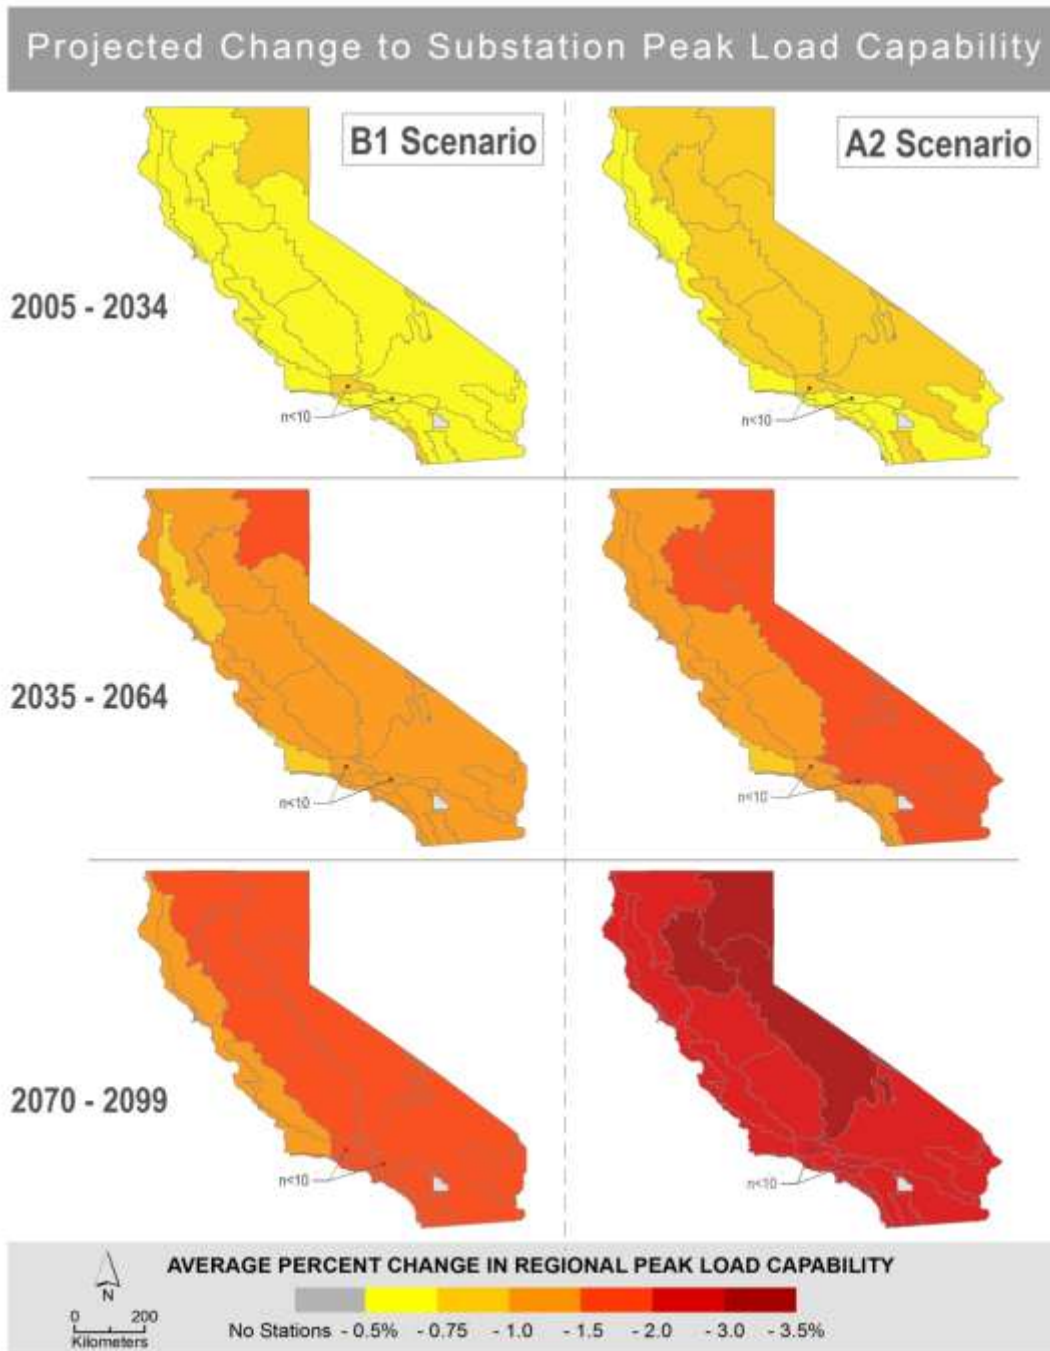 Projected Change to Substation Peak Load Capability
B1 Scenario
A2 Scenario
2005 - 2034
n<10
n<10
2035 - 2064
n<10
n<10
2070 - 2099
n<10
n<10
AVERAGE PERCENT CHANGE IN REGIONAL PEAK LOAD CAPABILITY
N
0 200
Kilometers
No Stations - 0.5% - 0.75 - 1.0 - 1.5 - 2.0 - 3.0 - 3.5%